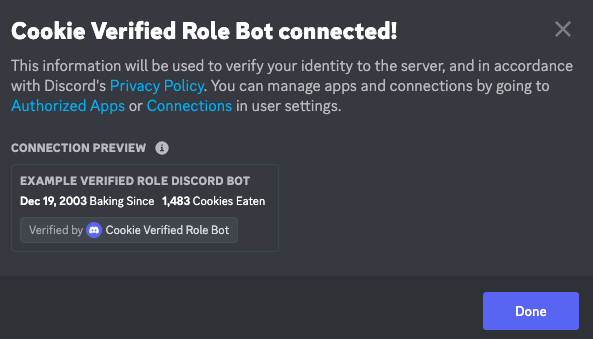 Cookie Verified Role Bot connected!
This information will be used to verify your identity to the server, and in accordance
with Discord's Privacy Policy. You can manage apps and connections by going to
Authorized Apps or Connections in user settings.
CONNECTION PREVIEW
EXAMPLE VERIFIED ROLE DISCORD BOT
Dec 19, 2003 Baking Since 1,483 Cookies Eaten
Verified by Cookie Verified Role Bot
Done